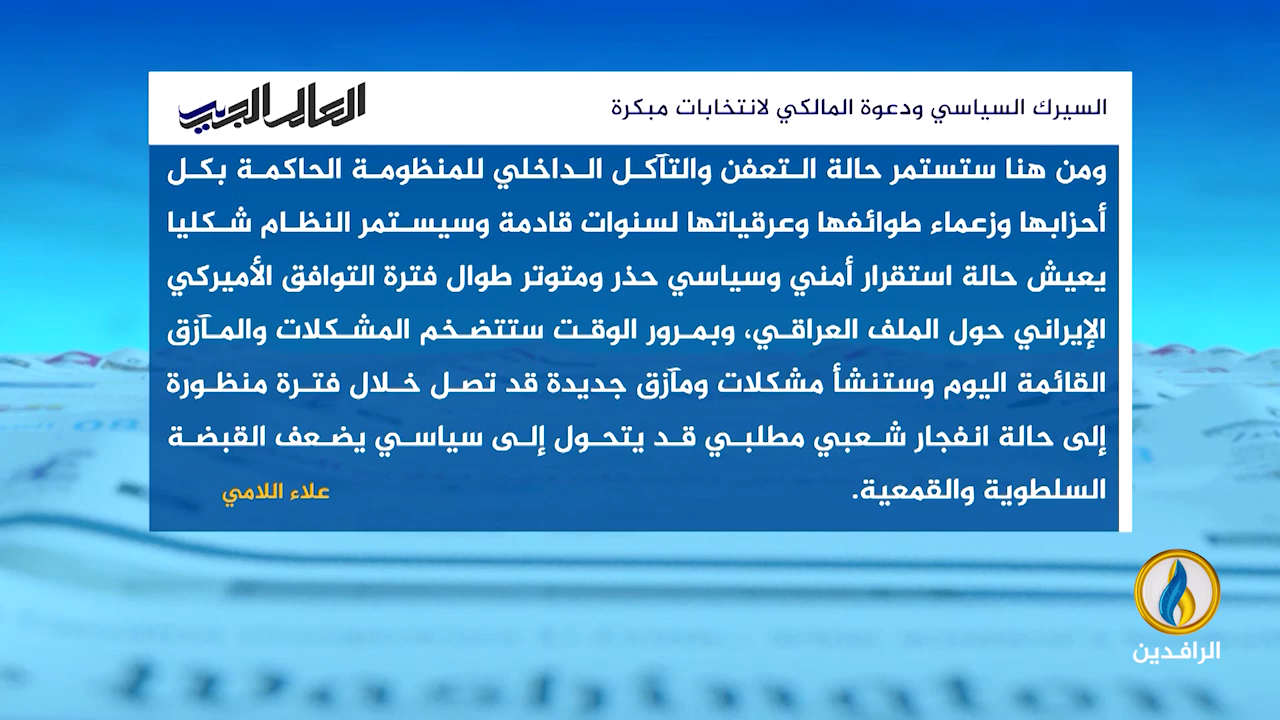 السيرك السياسي ودعوة المالكي لانتخابات مبكرة
العالم الجديد
ومن هنا ستستمر حالة التعفن والتآكل الداخلي للمنظومة الحاكمة بكل
أحزابها وزعماء طوائفها وعرقياتها لسنوات قادمة وسيستمر النظام شكليا
يعيش حالة استقرار أمني وسياسي حذر ومتوتر طوال فترة التوافق الأميركي
الإيراني حول الملف العراقي، وبمرور الوقت ستتضخم المشكلات والمآزق
القائمة اليوم وستنشأ مشكلات ومآزق جديدة قد تصل خلال فترة منظورة
إلى حالة انفجار شعبي مطلبي قد يتحول إلى سياسي يضعف القبضة
السلطوية والقمعية.
علاء اللامي
الرافدين